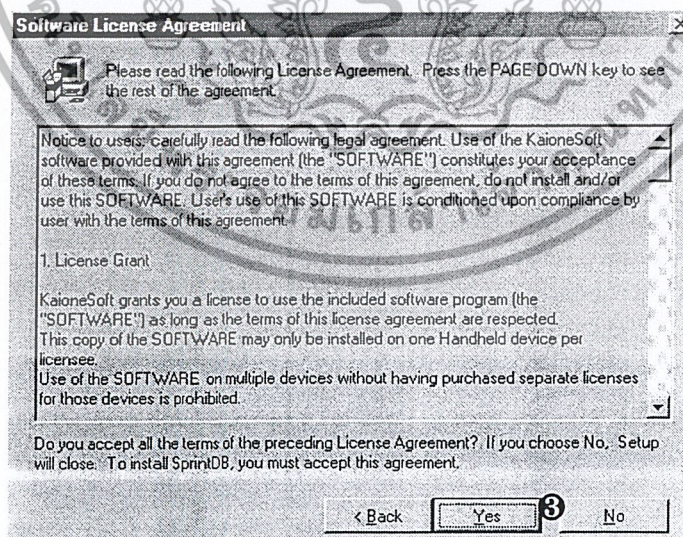 Software License Agreement
Please read the following License Agreement. Press the PAGE DOWN key to see
the rest of the agreement.
Notice to users: carefully read the following legal agreement. Use of the KaioneSoft
software provided with this agreement (the "SOFTWARE") constitutes your acceptance
of these terms. If you do not agree to the terms of this agreement, do not install and/or
use this SOFTWARE. User's use of this SOFTWARE is conditioned upon compliance by
user with the terms of this agreement.
1. License Grant
KaioneSoft grants you a license to use the included software program (the
"SOFTWARE") as long as the terms of this license agreement are respected.
This copy of the SOFTWARE may only be installed on one Handheld device per
licensee.
Use of the SOFTWARE on multiple devices without having purchased separate licenses
for those devices is prohibited.
Do you accept all the terms of the preceding License Agreement? If you choose No, Setup
will close. To install SprintDB, you must accept this agreement.
< Back Yes ❸ No